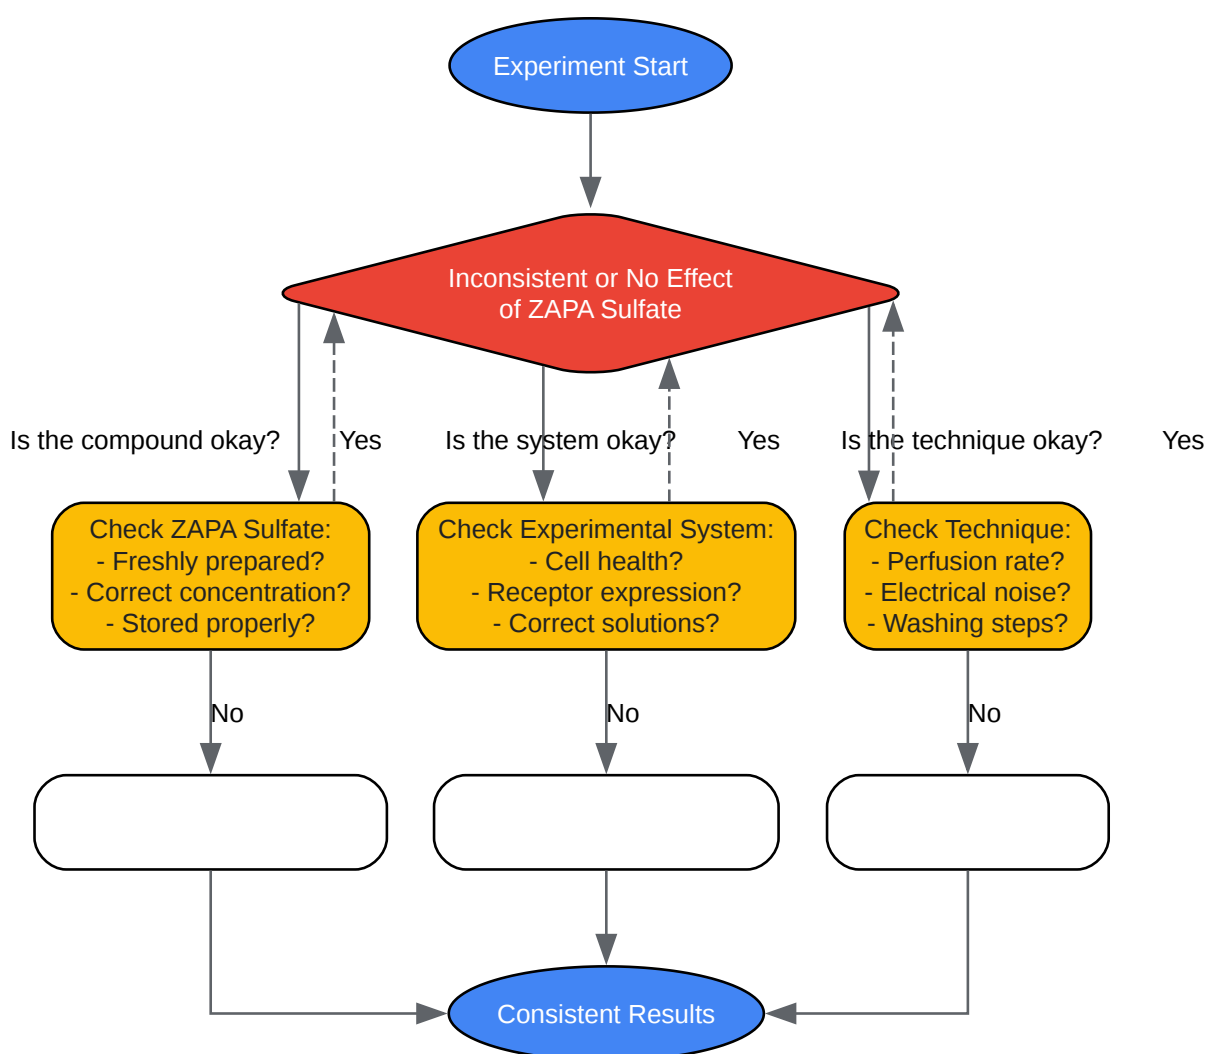 Experiment Start
Inconsistent or No Effect
of ZAPA Sulfate
Is the compound okay?
Yes
Is the system okay?
Yes
Is the technique okay?
Yes
Check ZAPA Sulfate:
- Freshly prepared?
- Correct concentration?
- Stored properly?
Check Experimental System:
- Cell health?
- Receptor expression?
- Correct solutions?
Check Technique:
- Perfusion rate?
- Electrical noise?
- Washing steps?
No
No
No
Consistent Results